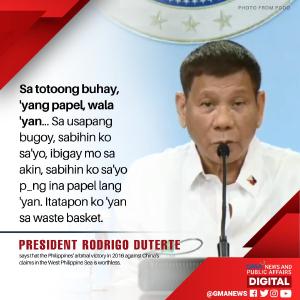 PHOTO FROM PCOO
Sa totoong buhay,
'yang papel, wala
'yan... Sa usapang
bugoy, sabihin ko
sa'yo, ibigay mo sa
akin, sabihin ko sa'yo
p_ng ina papel lang
'yan. Itatapon ko 'yan
sa waste basket.
PRESIDENT RODRIGO DUTERTE
says that the Philippines' arbitral victory in 2016 against China's
claims in the West Philippine Sea is worthless.
NEWS AND
PUBLIC AFFAIRS
DIGITAL
@GMANEWS